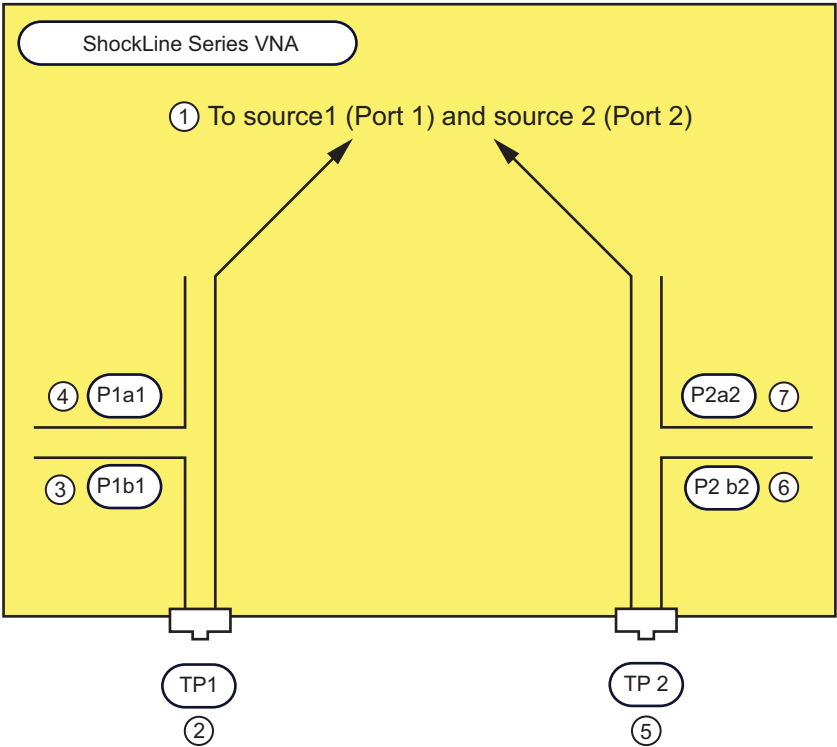 ShockLine Series VNA
1 To source1 (Port 1) and source 2 (Port 2)
4 P1a1
P2a2 7
3 P1b1
P2 b2 6
TP1
TP 2
2
5